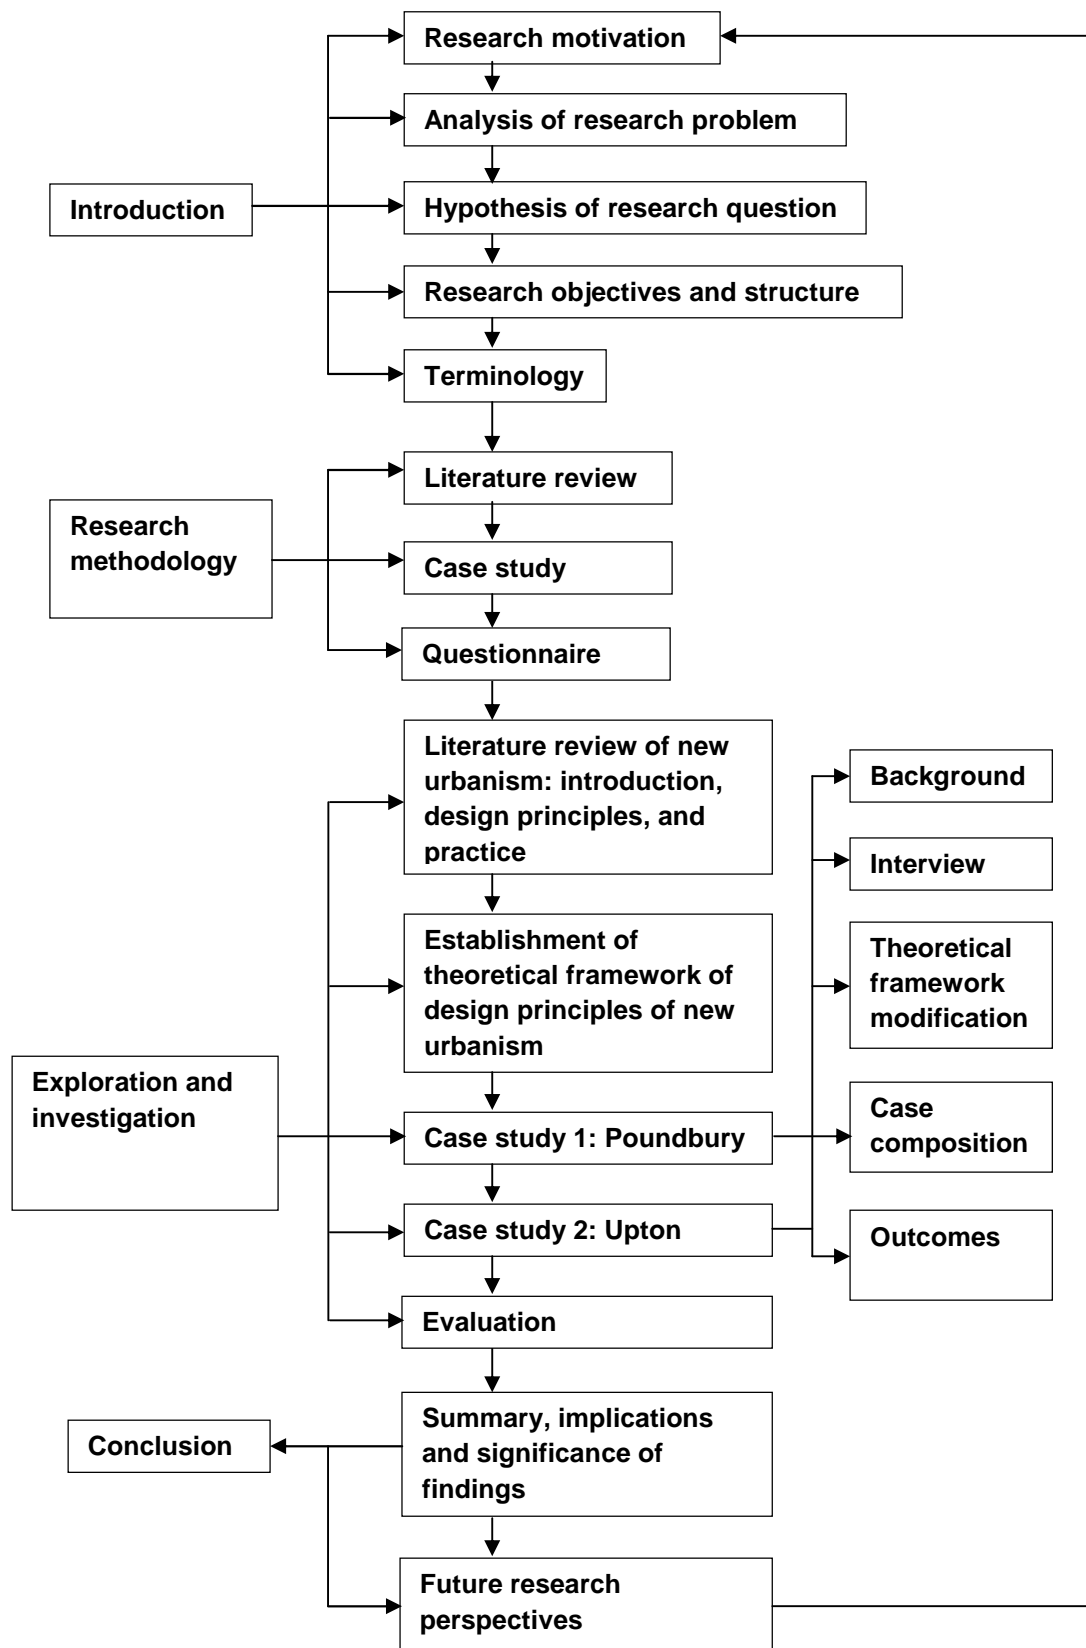 Research motivation
Analysis of research problem
Introduction
Hypothesis of research question
Research objectives and structure
Terminology
Literature review
Research
methodology
Case study
Questionnaire
Literature review of new
urbanism: introduction,
design principles, and
practice
Background
Interview
Establishment of
theoretical framework of
design principles of new
urbanism
Theoretical
framework
modification
Exploration and
investigation
Case study 1: Poundbury
Case
composition
Case study 2: Upton
Outcomes
Evaluation
Summary, implications
and significance of
findings
Conclusion
Future research
perspectives